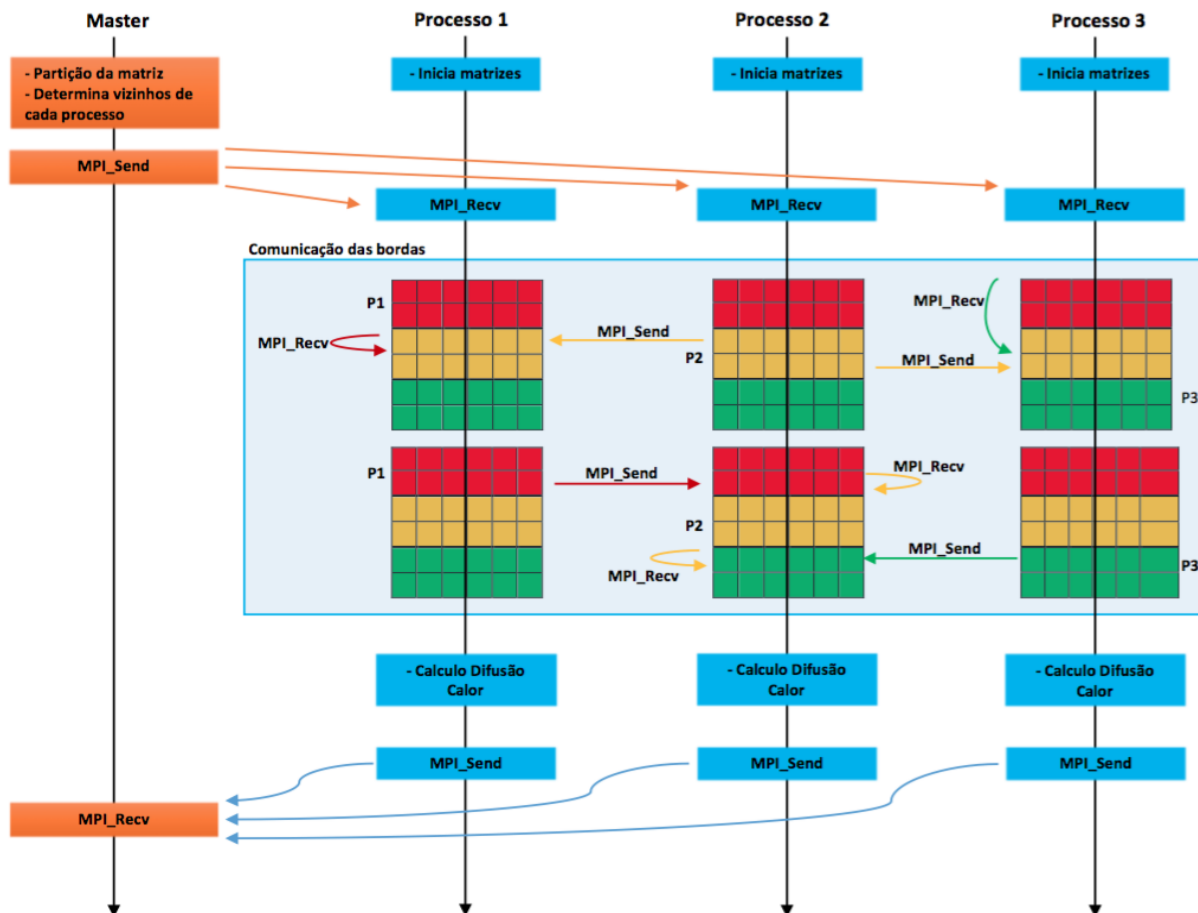 Master
Processo 1
Processo 2
Processo 3
- Partição da matriz
- Determina vizinhos de
cada processo
- Inicia matrizes
- Inicia matrizes
- Inicia matrizes
MPI_Send
MPI_Recv
MPI_Recv
MPI_Recv
Comunicação das bordas
P1
MPI_Recv
MPI_Send
P2
MPI_Send
MPI_Recv
P3
P1
MPI_Send
MPI_Recv
P2
MPI_Recv
MPI_Send
P3
- Calculo Difusão
Calor
- Calculo Difusão
Calor
- Calculo Difusão
Calor
MPI_Send
MPI_Send
MPI_Send
MPI_Recv